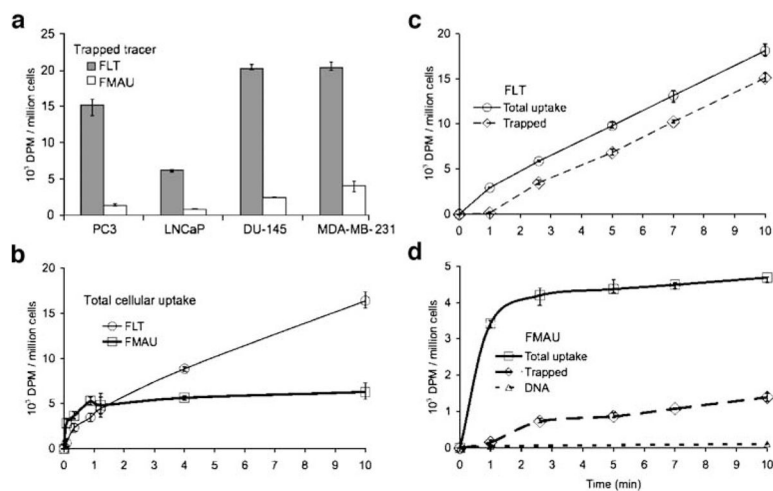 a
Trapped tracer
FLT
FMAU
10³ DPM / million cells
25
20
15
10
5
0
PC3 LNCaP DU-145 MDA-MB-231
b
Total cellular uptake
FLT
FMAU
10³ DPM / million cells
20
15
10
5
0
0 1 2 3 4 5 6 7 8 9 10
c
FLT
Total uptake
Trapped
10³ DPM / million cells
20
15
10
5
0
0 1 2 3 4 5 6 7 8 9 10
d
FMAU
Total uptake
Trapped
DNA
10³ DPM / million cells
5
4
3
2
1
0
0 1 2 3 4 5 6 7 8 9 10
Time (min)